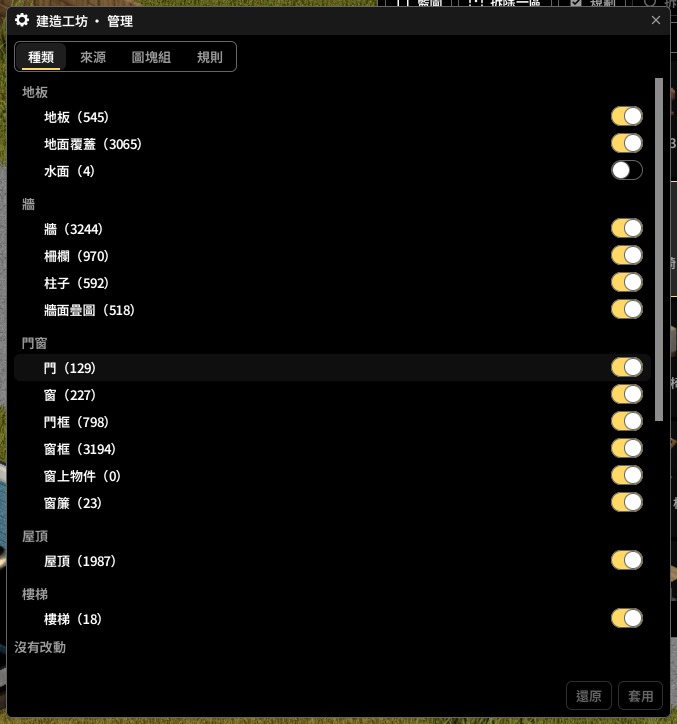 建造工坊 • 管理
種類 來源 圖塊組 規則
地板
地板（545）
地面覆蓋（3065）
水面（4）
牆
牆（3244）
柵欄（970）
柱子（592）
牆面疊圖（518）
門窗
門（129）
窗（227）
門框（798）
窗框（3194）
窗上物件（0）
窗簾（23）
屋頂
屋頂（1987）
樓梯
樓梯（18）
沒有改動
還原 套用